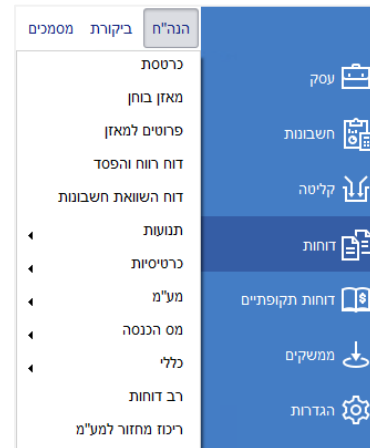 עסק
חשבונות
קליטה
דוחות
דוחות תקופתיים
ממשקים
הגדרות
הנה"ח ביקורת מסמכים
כרטסת
מאזן בוחן
פרוטים למאזן
דוח רווח והפסד
דוח השוואת חשבונות
תנועות
כרטיסיות
מע"מ
מס הכנסה
כללי
רב דוחות
ריכוז מחזור למע"מ